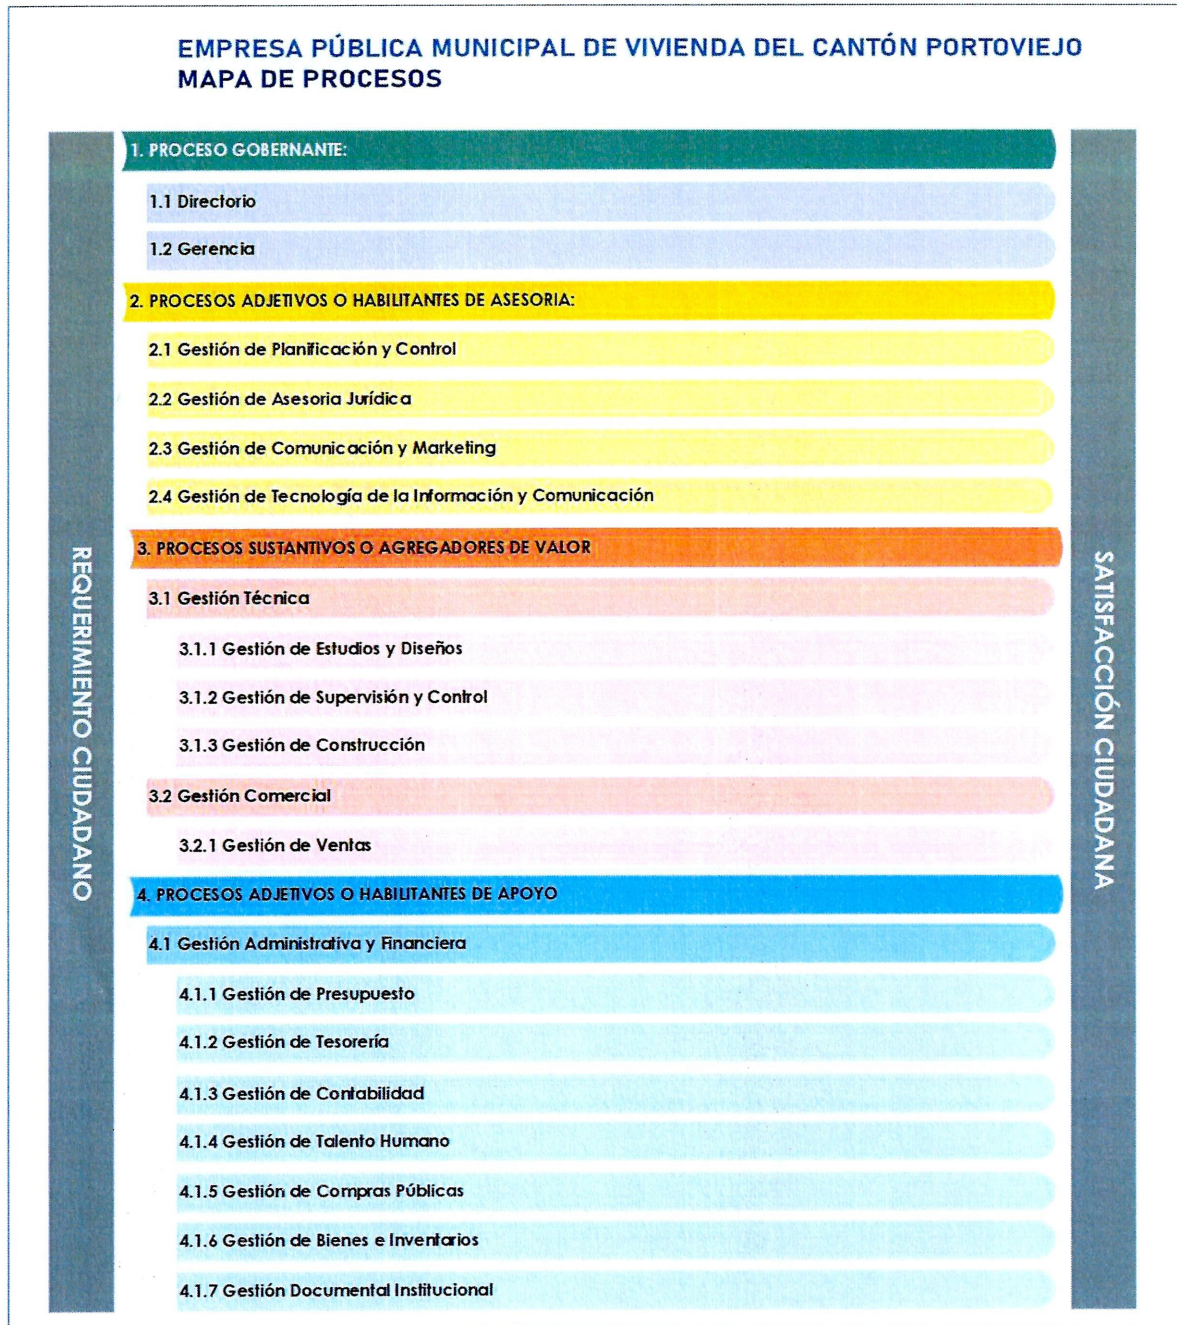 EMPRESA PÚBLICA MUNICIPAL DE VIVIENDA DEL CANTÓN PORTOVIEJO
MAPA DE PROCESOS
REQUERIMIENTO CIUDADANO
1. PROCESO GOBERNANTE:
1.1 Directorio
1.2 Gerencia
2. PROCESOS ADJETIVOS O HABILITANTES DE ASESORIA:
2.1 Gestión de Planificación y Control
2.2 Gestión de Asesoria Jurídica
2.3 Gestión de Comunicación y Marketing
2.4 Gestión de Tecnología de la Información y Comunicación
3. PROCESOS SUSTANTIVOS O AGREGADORES DE VALOR
3.1 Gestión Técnica
3.1.1 Gestión de Estudios y Diseños
3.1.2 Gestión de Supervisión y Control
3.1.3 Gestión de Construcción
3.2 Gestión Comercial
3.2.1 Gestión de Ventas
4. PROCESOS ADJETIVOS O HABILITANTES DE APOYO
4.1 Gestión Administrativa y Financiera
4.1.1 Gestión de Presupuesto
4.1.2 Gestión de Tesorería
4.1.3 Gestión de Contabilidad
4.1.4 Gestión de Talento Humano
4.1.5 Gestión de Compras Públicas
4.1.6 Gestión de Bienes e Inventarios
4.1.7 Gestión Documental Institucional
SATISFACCIÓN CIUDADANA